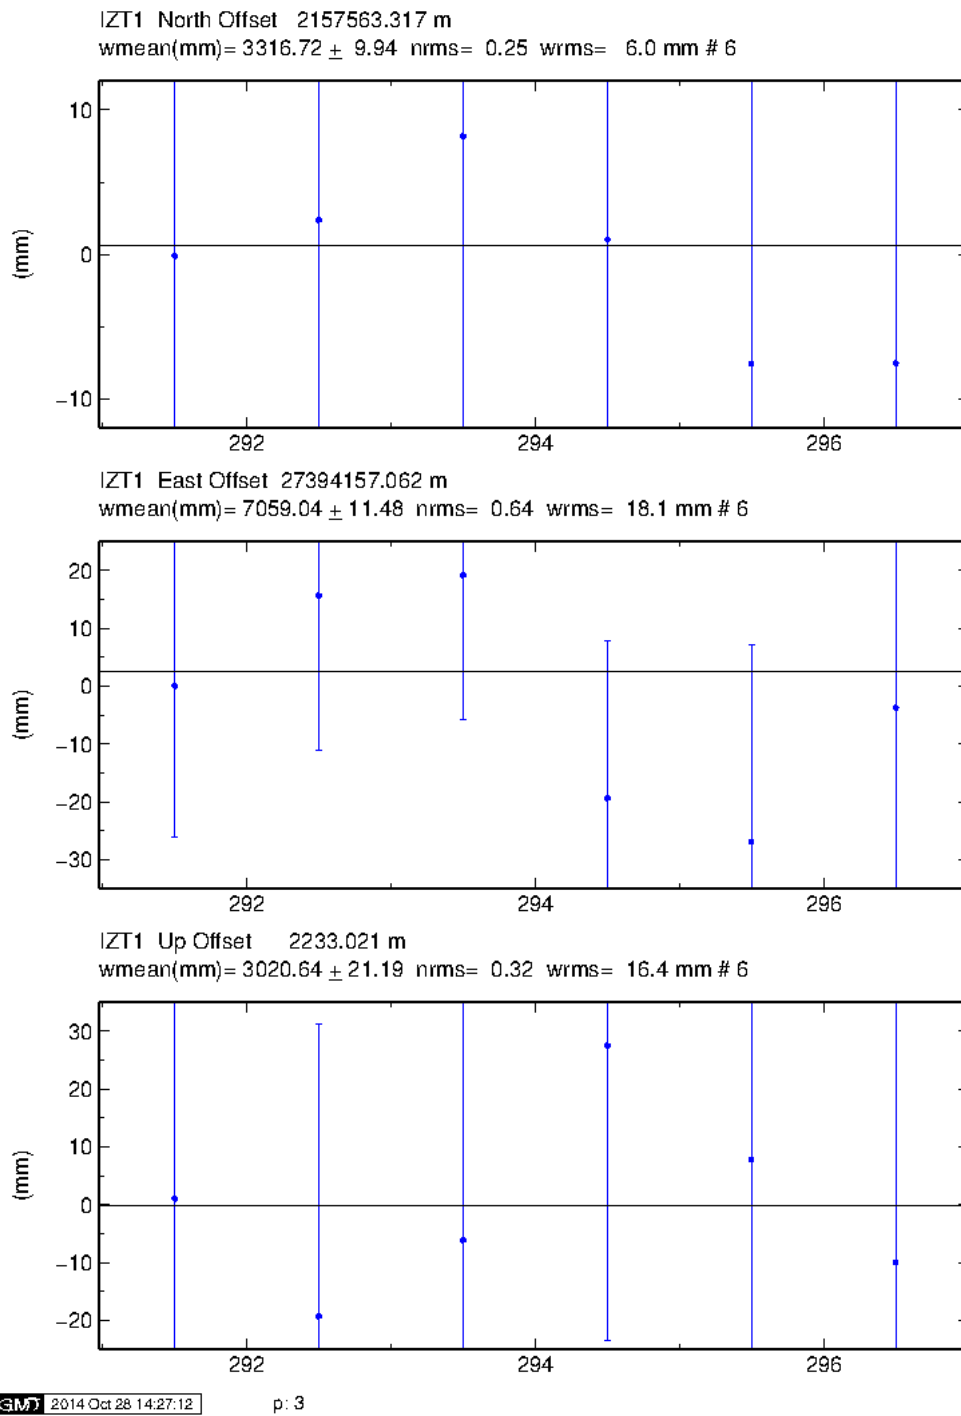 IZT1 North Offset 2157563.317 m
wmean(mm)= 3316.72 ± 9.94 nrms= 0.25 wrms= 6.0 mm # 6
10
0
−10
(mm)
292 294 296
IZT1 East Offset 27394157.062 m
wmean(mm)= 7059.04 ± 11.48 nrms= 0.64 wrms= 18.1 mm # 6
20
10
0
−10
−20
−30
(mm)
292 294 296
IZT1 Up Offset 2233.021 m
wmean(mm)= 3020.64 ± 21.19 nrms= 0.32 wrms= 16.4 mm # 6
30
20
10
0
−10
−20
(mm)
292 294 296
GMT 2014 Oct 28 14:27:12 p: 3